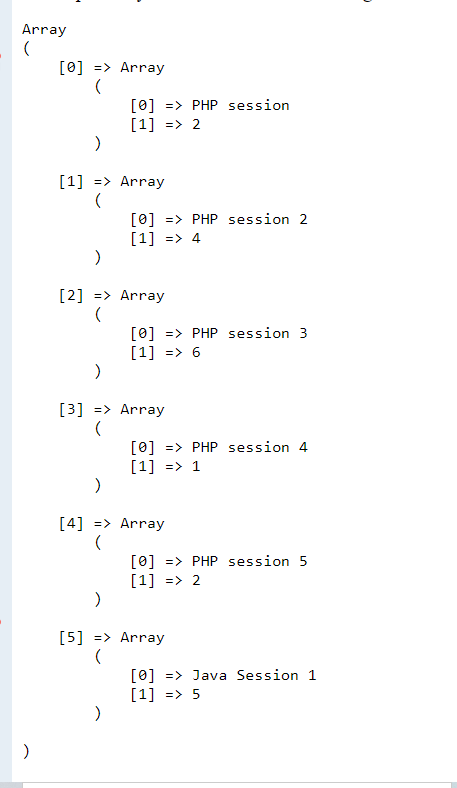 Array
(
[0] => Array
(
[0] => PHP session
[1] => 2
)
[1] => Array
(
[0] => PHP session 2
[1] => 4
)
[2] => Array
(
[0] => PHP session 3
[1] => 6
)
[3] => Array
(
[0] => PHP session 4
[1] => 1
)
[4] => Array
(
[0] => PHP session 5
[1] => 2
)
[5] => Array
(
[0] => Java Session 1
[1] => 5
)
)